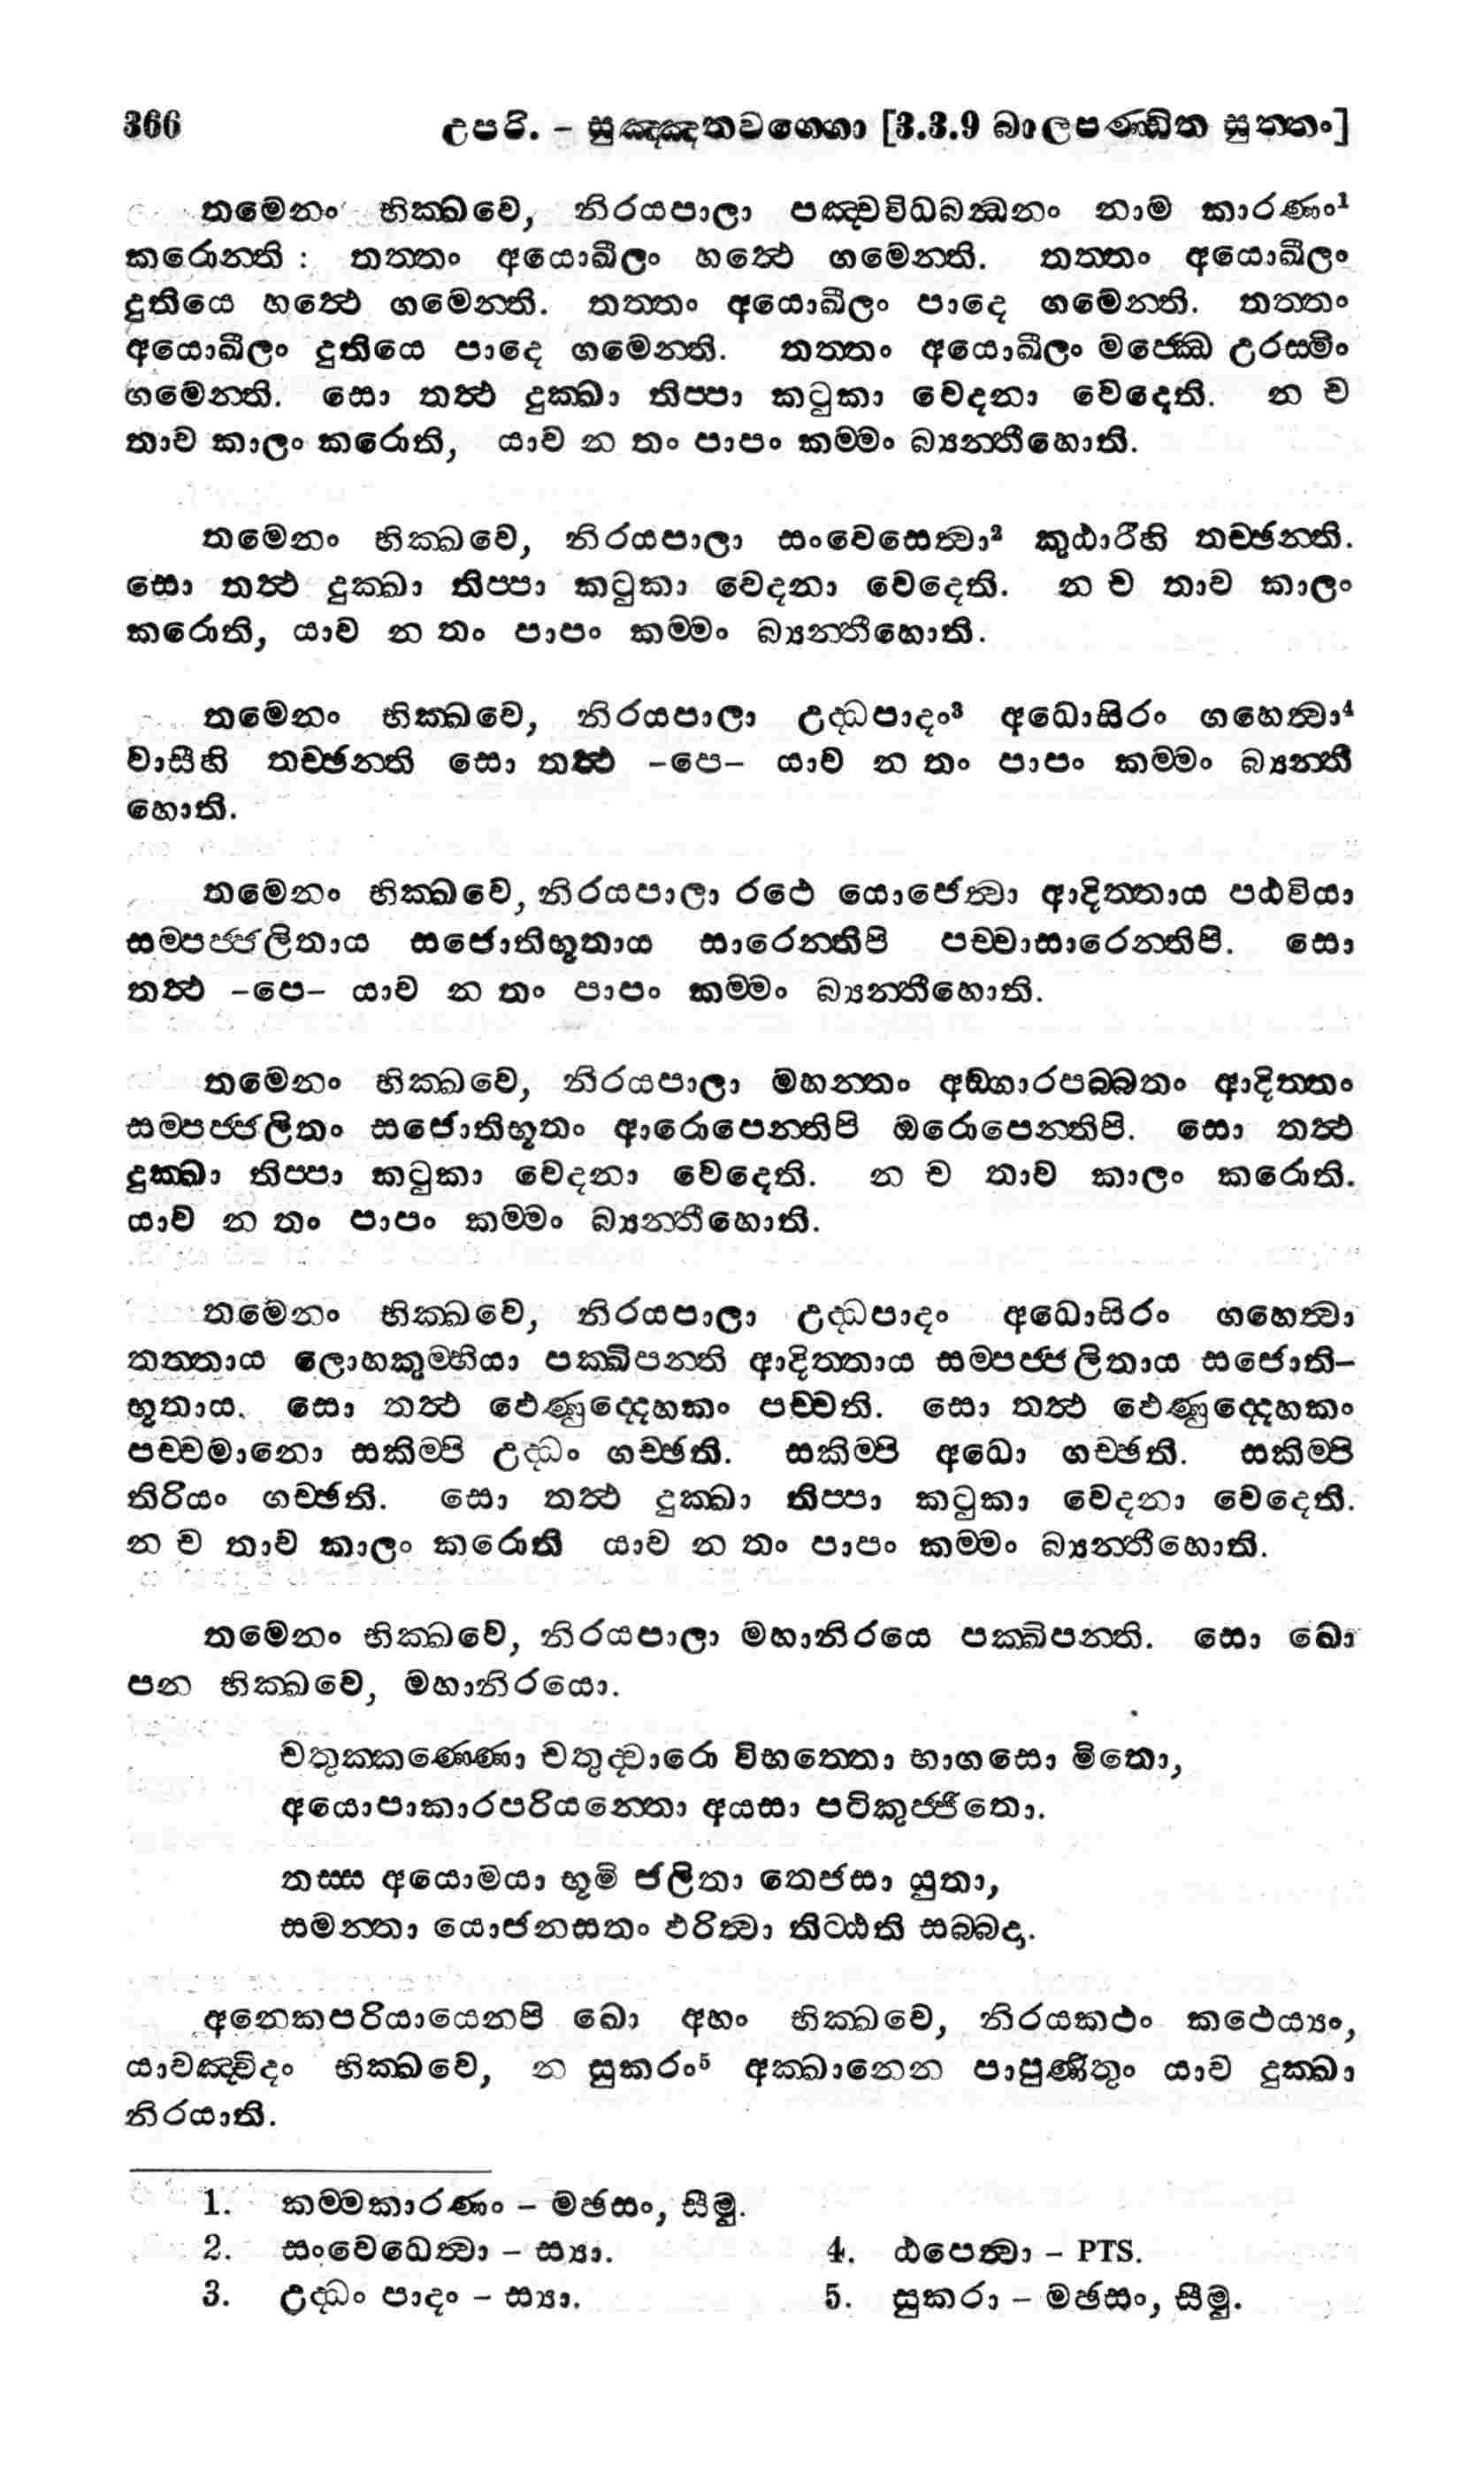 366 උපරි. – සුඤ්ඤතවග්ගො [3.3.9 බාලපණ්ඩිත සුත්තං]
තමෙනං භික්ඛවෙ, නිරයපාලා පඤ්චවිධබන්ධනං නාම කාරණං¹
කරොන්ති : තත්තං අයොඛිලං හත්ථෙ ගමෙන්ති. තත්තං අයොඛිලං
දුතියෙ හත්ථෙ ගමෙන්ති. තත්තං අයොඛිලං පාදෙ ගමෙන්ති. තත්තං
අයොඛිලං දුතියෙ පාදෙ ගමෙන්ති. තත්තං අයොඛිලං මජ්ඣෙ උරස්මිං
ගමෙන්ති. සො තත්ථ දුක්ඛා තිප්පා කටුකා වෙදනා වෙදෙති. න ච
තාව කාලං කරොති, යාව න තං පාපං කම්මං බ්‍යන්තීහොති.
තමෙනං භික්ඛවෙ, නිරයපාලා සංවෙසෙත්වා² කුඨාරීහි තච්ඡන්ති.
සො තත්ථ දුක්ඛා තිප්පා කටුකා වෙදනා වෙදෙති. න ච තාව කාලං
කරොති, යාව න තං පාපං කම්මං බ්‍යන්තීහොති.
තමෙනං භික්ඛවෙ, නිරයපාලා උද්ධපාදං³ අධොසිරං ගහෙත්වා⁴
වාසීහි තච්ඡන්ති සො තත්ථ –පෙ– යාව න තං පාපං කම්මං බ්‍යන්තී
හොති.
තමෙනං භික්ඛවෙ, නිරයපාලා රථෙ යොජෙත්වා ආදිත්තාය පඨවියා
සම්පජ්ජලිතාය සජොතිභූතාය සාරෙන්තිපි පච්චාසාරෙන්තිපි. සො
තත්ථ –පෙ– යාව න තං පාපං කම්මං බ්‍යන්තීහොති.
තමෙනං භික්ඛවෙ, නිරයපාලා මහන්තං අඞ්ගාරපබ්බතං ආදිත්තං
සම්පජ්ජලිතං සජොතිභූතං ආරොපෙන්තිපි ඔරොපෙන්තිපි. සො තත්ථ
දුක්ඛා තිප්පා කටුකා වෙදනා වෙදෙති. න ච තාව කාලං කරොති.
යාව න තං පාපං කම්මං බ්‍යන්තීහොති.
තමෙනං භික්ඛවෙ, නිරයපාලා උද්ධපාදං අධොසිරං ගහෙත්වා
තත්තාය ලොහකුම්භියා පක්ඛිපන්ති ආදිත්තාය සම්පජ්ජලිතාය සජොති–
භූතාය. සො තත්ථ ඵෙණුද්දෙහකං පච්චති. සො තත්ථ ඵෙණුද්දෙහකං
පච්චමානො සකිම්පි උද්ධං ගච්ඡති. සකිම්පි අධො ගච්ඡති. සකිම්පි
තිරියං ගච්ඡති. සො තත්ථ දුක්ඛා තිප්පා කටුකා වෙදනා වෙදෙති.
න ච තාව කාලං කරොති යාව න තං පාපං කම්මං බ්‍යන්තීහොති.
තමෙනං භික්ඛවෙ, නිරයපාලා මහානිරයෙ පක්ඛිපන්ති. සො ඛො
පන භික්ඛවෙ, මහානිරයො.
චතුක්කණ්ණො චතුද්වාරො විභත්තො භාගසො මිතො,
අයොපාකාරපරියන්තො අයසා පටිකුජ්ජිතො.
තස්ස අයොමයා භූමි ජලිතා තෙජසා යුතා,
සමන්තා යොජනසතං ඵරිත්වා තිට්ඨති සබ්බදා.
අනෙකපරියායෙනපි ඛො අහං භික්ඛවෙ, නිරයකථං කථෙය්‍යං,
යාවඤ්චිදං භික්ඛවෙ, න සුකරං⁵ අක්ඛානෙන පාපුණිතුං යාව දුක්ඛා
නිරයාති.
1. කම්මකාරණං – මඡසං, සීමු.
2. සංවෙධෙත්වා – ස්‍යා.
3. උද්ධං පාදං – ස්‍යා.
4. ඨපෙත්වා – PTS.
5. සුකරා – මඡසං, සීමු.